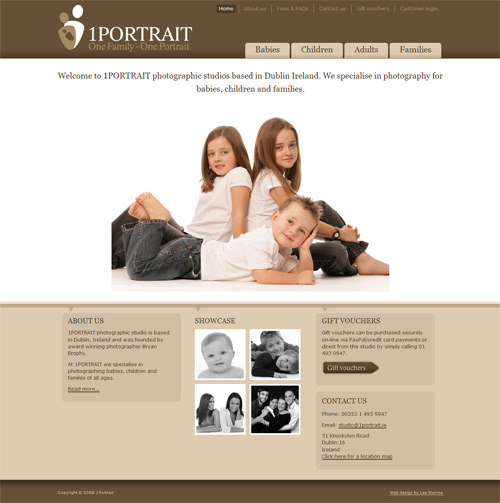 Home
About us
Fees & FAQs
Contact us
Gift vouchers
Customer login
1PORTRAIT
One Family - One Portrait
Babies
Children
Adults
Families
Welcome to 1PORTRAIT photographic studios based in Dublin Ireland. We specialise in photography for
babies, children and families.
ABOUT US
1PORTRAIT photographic studio is based
in Dublin, Ireland and was founded by
award winning photographer Bryan
Brophy.
At 1PORTRAIT we specialise in
photographing babies, children and
families of all ages.
Read more...
SHOWCASE
GIFT VOUCHERS
Gift vouchers can be purchased securely
on-line via PayPal/credit card payments or
direct from the studio by simply calling 01
493 9947.
Gift vouchers
CONTACT US
Phone: 00353 1 493 9947
Email: studio@1portrait.ie
51 Knocklyon Road
Dublin 16
Ireland
Click here for a location map
Copyright © 2008 1Portrait
Web design by Lee Munroe